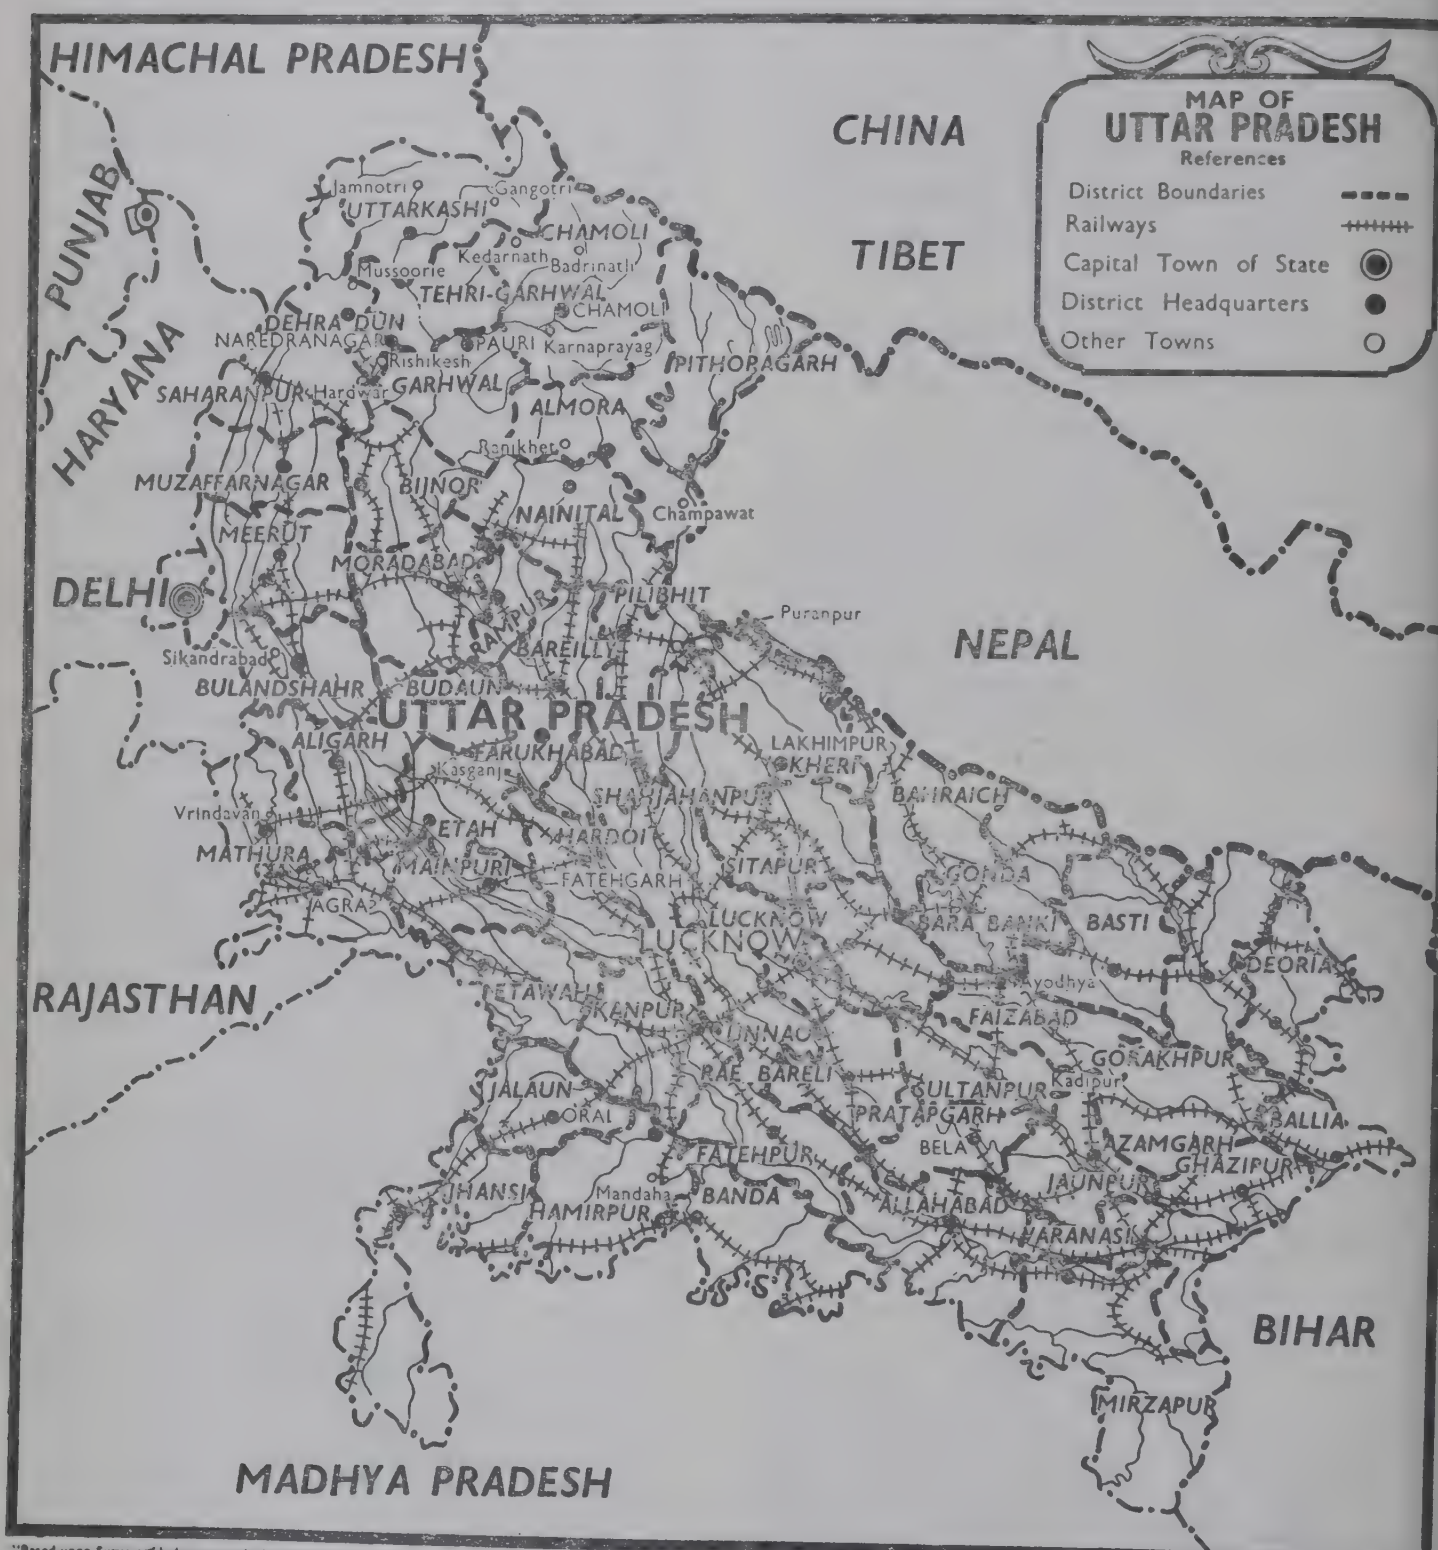 HIMACHAL PRADESH
CHINA
TIBET
MAP OF
UTTAR PRADESH
References
District Boundaries
Railways
Capital Town of State
District Headquarters
Other Towns
PUNJAB
HARYANA
Jamnotri
Gangotri
UTTARKASHI
CHAMOLI
Kedarnath
Badrinath
Mussoorie
TEHRI-GARHWAL
CHAMOLI
DEHRA DUN
NAREDRANAGAR
PAURI
Karnaprayag
Rishikesh
PITHORAGARH
SAHARANPUR
Hardwar
GARHWAL
ALMORA
Ranikhet
MUZAFFARNAGAR
BIJNOR
NAINITAL
Champawat
MEERUT
MORADABAD
DELHI
PILIBHIT
Puranpur
RAMPUR
NEPAL
Sikandrabad
BAREILLY
BULANDSHAHR
BUDAUN
UTTAR PRADESH
ALIGARH
FARUKHABAD
LAKHIMPUR
KHERI
Kasganj
SHAHJAHANPUR
BAHRAICH
Vrindavan
ETAH
HARDOI
MATHURA
MAINPURI
SITAPUR
GONDA
FATEHGARH
AGRA
LUCKNOW
BARA BANKI
BASTI
LUCKNOW
DEORIA
RAJASTHAN
ETAWAH
Ayodhya
KANPUR
FAIZABAD
UNNAO
GORAKHPUR
RAE BARELI
JALAUN
SULTANPUR
Kadipur
ORAI
PRATAPGARH
BALLIA
BELA
AZAMGARH
FATEHPUR
GHAZIPUR
JHANSI
Mandaha
BANDA
JAUNPUR
HAMIRPUR
ALLAHABAD
VARANASI
BIHAR
MIRZAPUR
MADHYA PRADESH